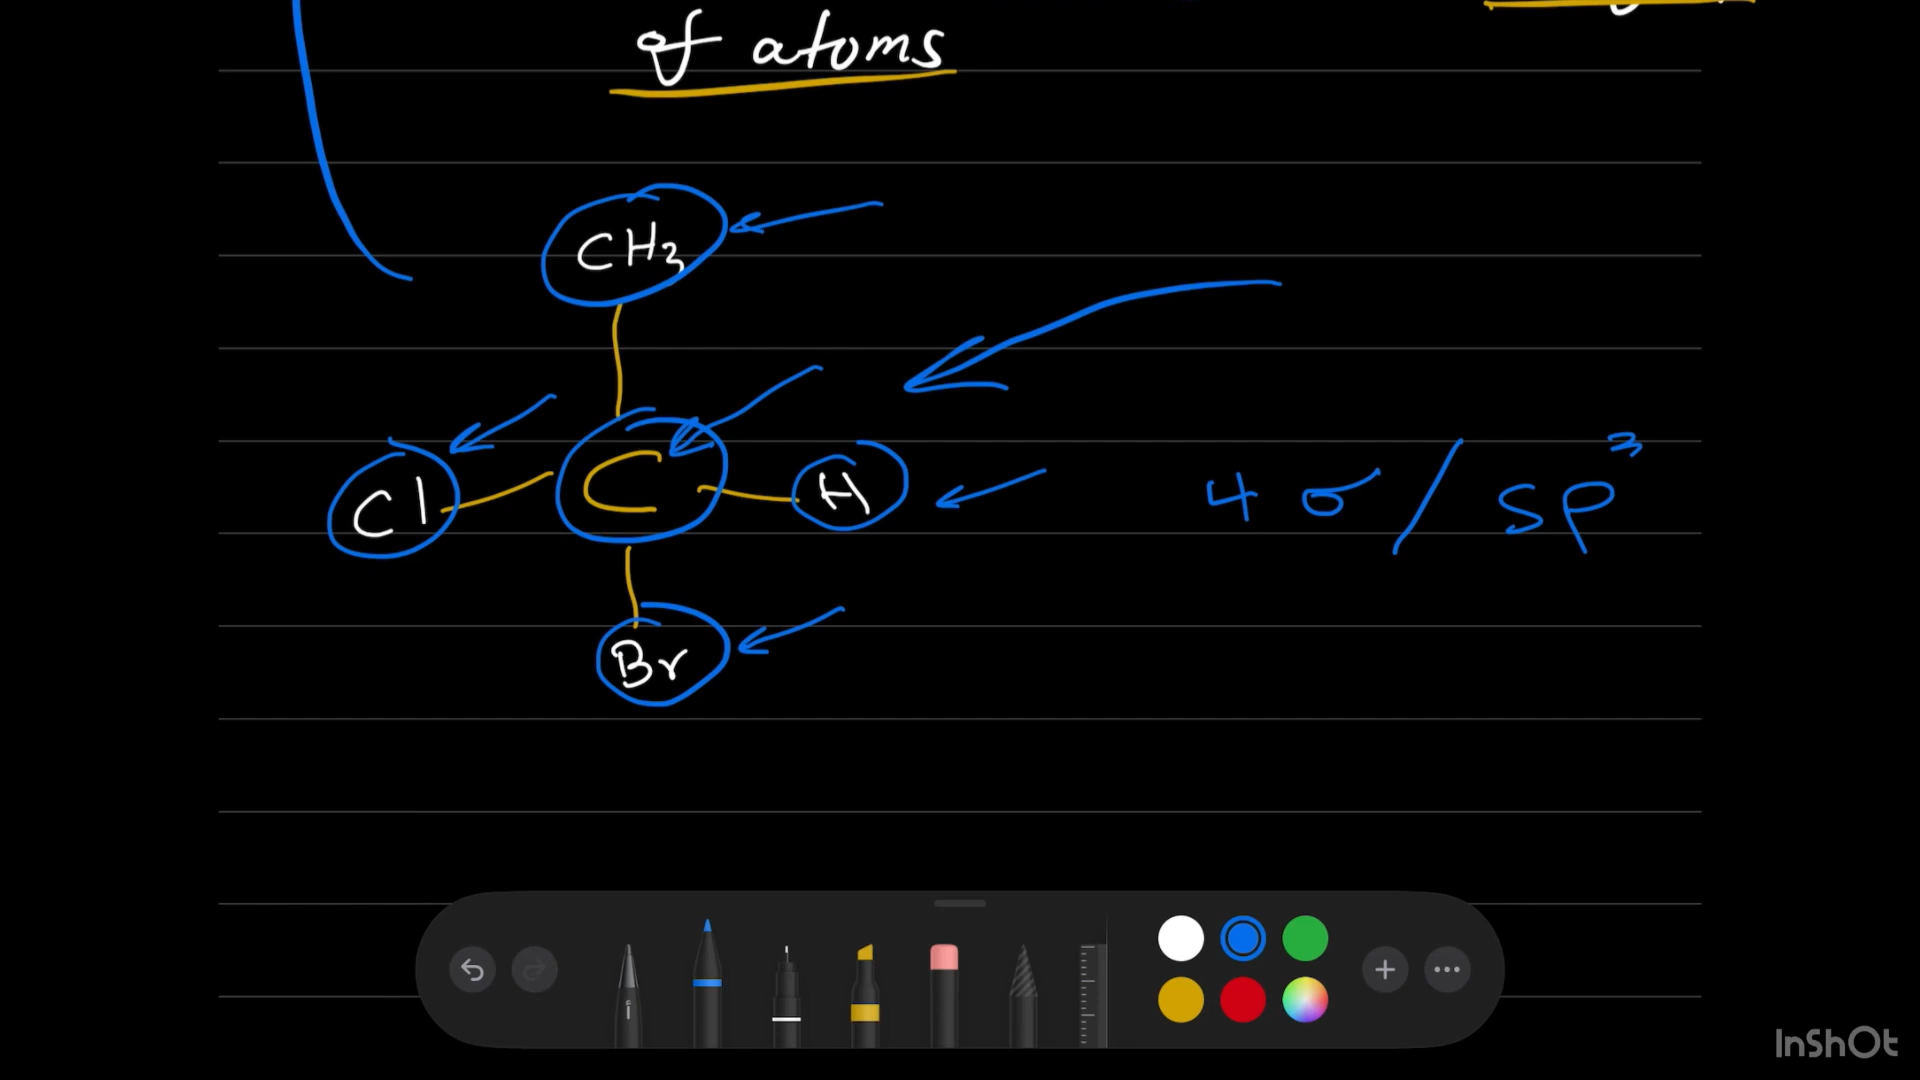 of atoms
CH3
Cl C H 4 σ / sp³
Br
InShOt